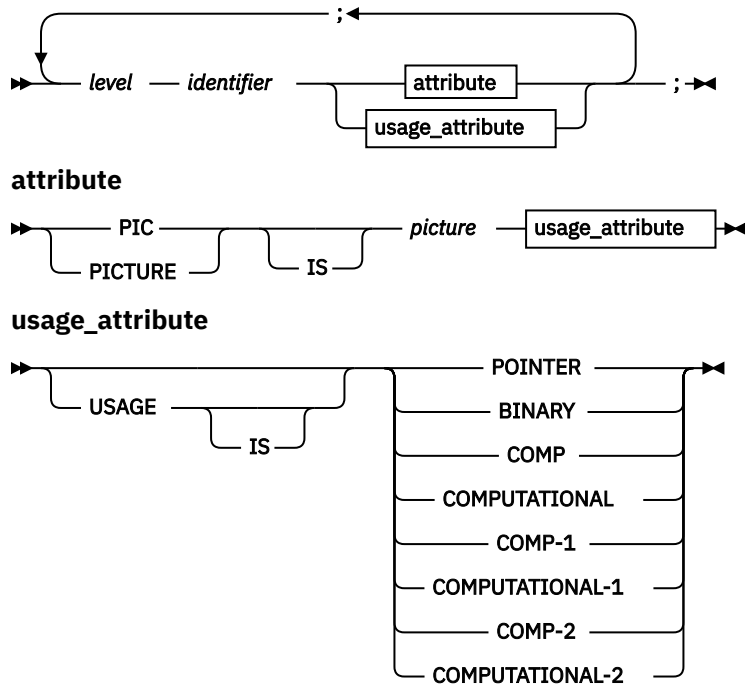 ;
level identifier attribute ;
usage_attribute
attribute
PIC picture usage_attribute
PICTURE IS
usage_attribute
POINTER
USAGE BINARY
IS COMP
COMPUTATIONAL
COMP-1
COMPUTATIONAL-1
COMP-2
COMPUTATIONAL-2